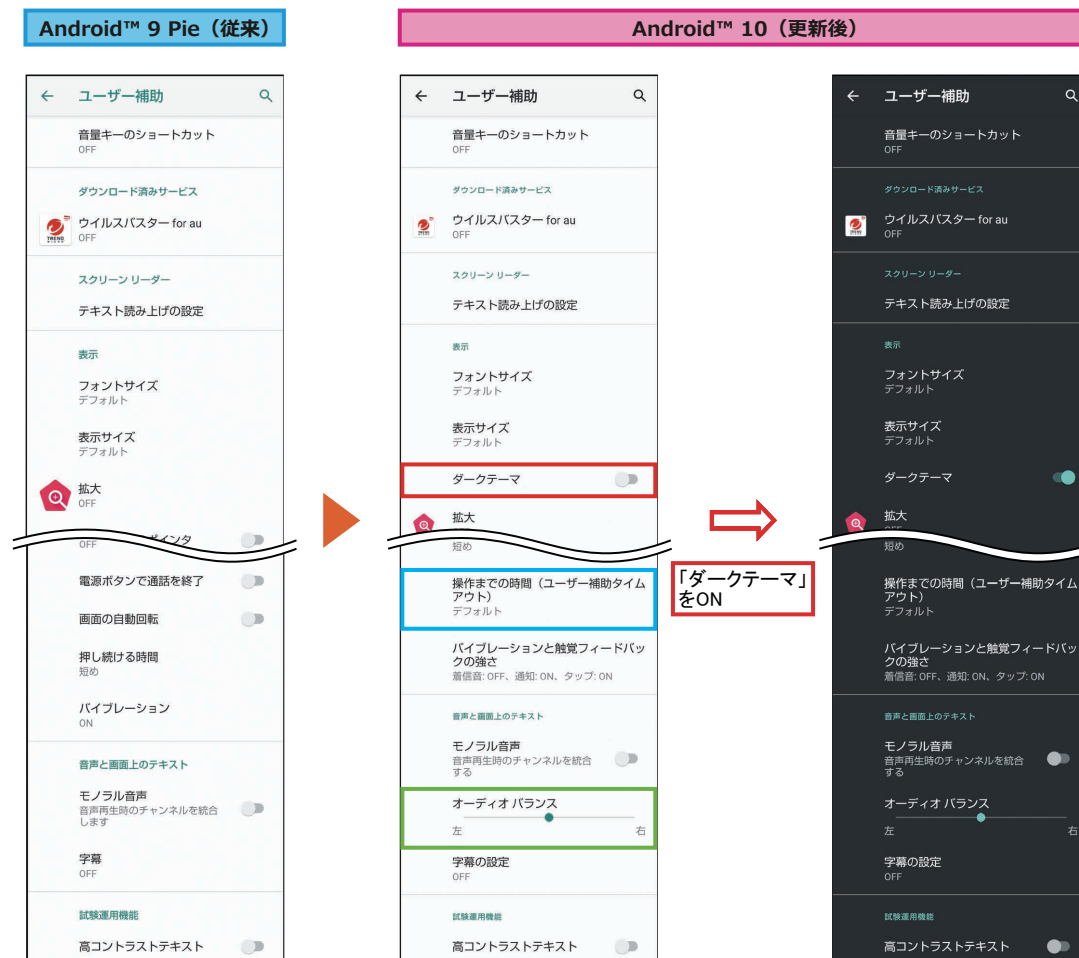 Android™ 9 Pie（従来）
Android™ 10（更新後）
ユーザー補助
音量キーのショートカット
OFF
ダウンロード済みサービス
ウイルスバスター for au
OFF
スクリーン リーダー
テキスト読み上げの設定
表示
フォントサイズ
デフォルト
表示サイズ
デフォルト
拡大
OFF
ポインタ
OFF
電源ボタンで通話を終了
画面の自動回転
押し続ける時間
短め
バイブレーション
ON
音声と画面上のテキスト
モノラル音声
音声再生時のチャンネルを統合
します
字幕
OFF
試験運用機能
高コントラストテキスト
ユーザー補助
音量キーのショートカット
OFF
ダウンロード済みサービス
ウイルスバスター for au
OFF
スクリーン リーダー
テキスト読み上げの設定
表示
フォントサイズ
デフォルト
表示サイズ
デフォルト
ダークテーマ
拡大
短め
操作までの時間（ユーザー補助タイム
アウト）
デフォルト
バイブレーションと触覚フィードバッ
クの強さ
着信音: OFF、通知: ON、タップ: ON
音声と画面上のテキスト
モノラル音声
音声再生時のチャンネルを統合
する
オーディオ バランス
左 右
字幕の設定
OFF
試験運用機能
高コントラストテキスト
「ダークテーマ」
をON
ユーザー補助
音量キーのショートカット
OFF
ダウンロード済みサービス
ウイルスバスター for au
OFF
スクリーン リーダー
テキスト読み上げの設定
表示
フォントサイズ
デフォルト
表示サイズ
デフォルト
ダークテーマ
拡大
短め
操作までの時間（ユーザー補助タイム
アウト）
デフォルト
バイブレーションと触覚フィードバッ
クの強さ
着信音: OFF、通知: ON、タップ: ON
音声と画面上のテキスト
モノラル音声
音声再生時のチャンネルを統合
する
オーディオ バランス
左 右
字幕の設定
OFF
試験運用機能
高コントラストテキスト